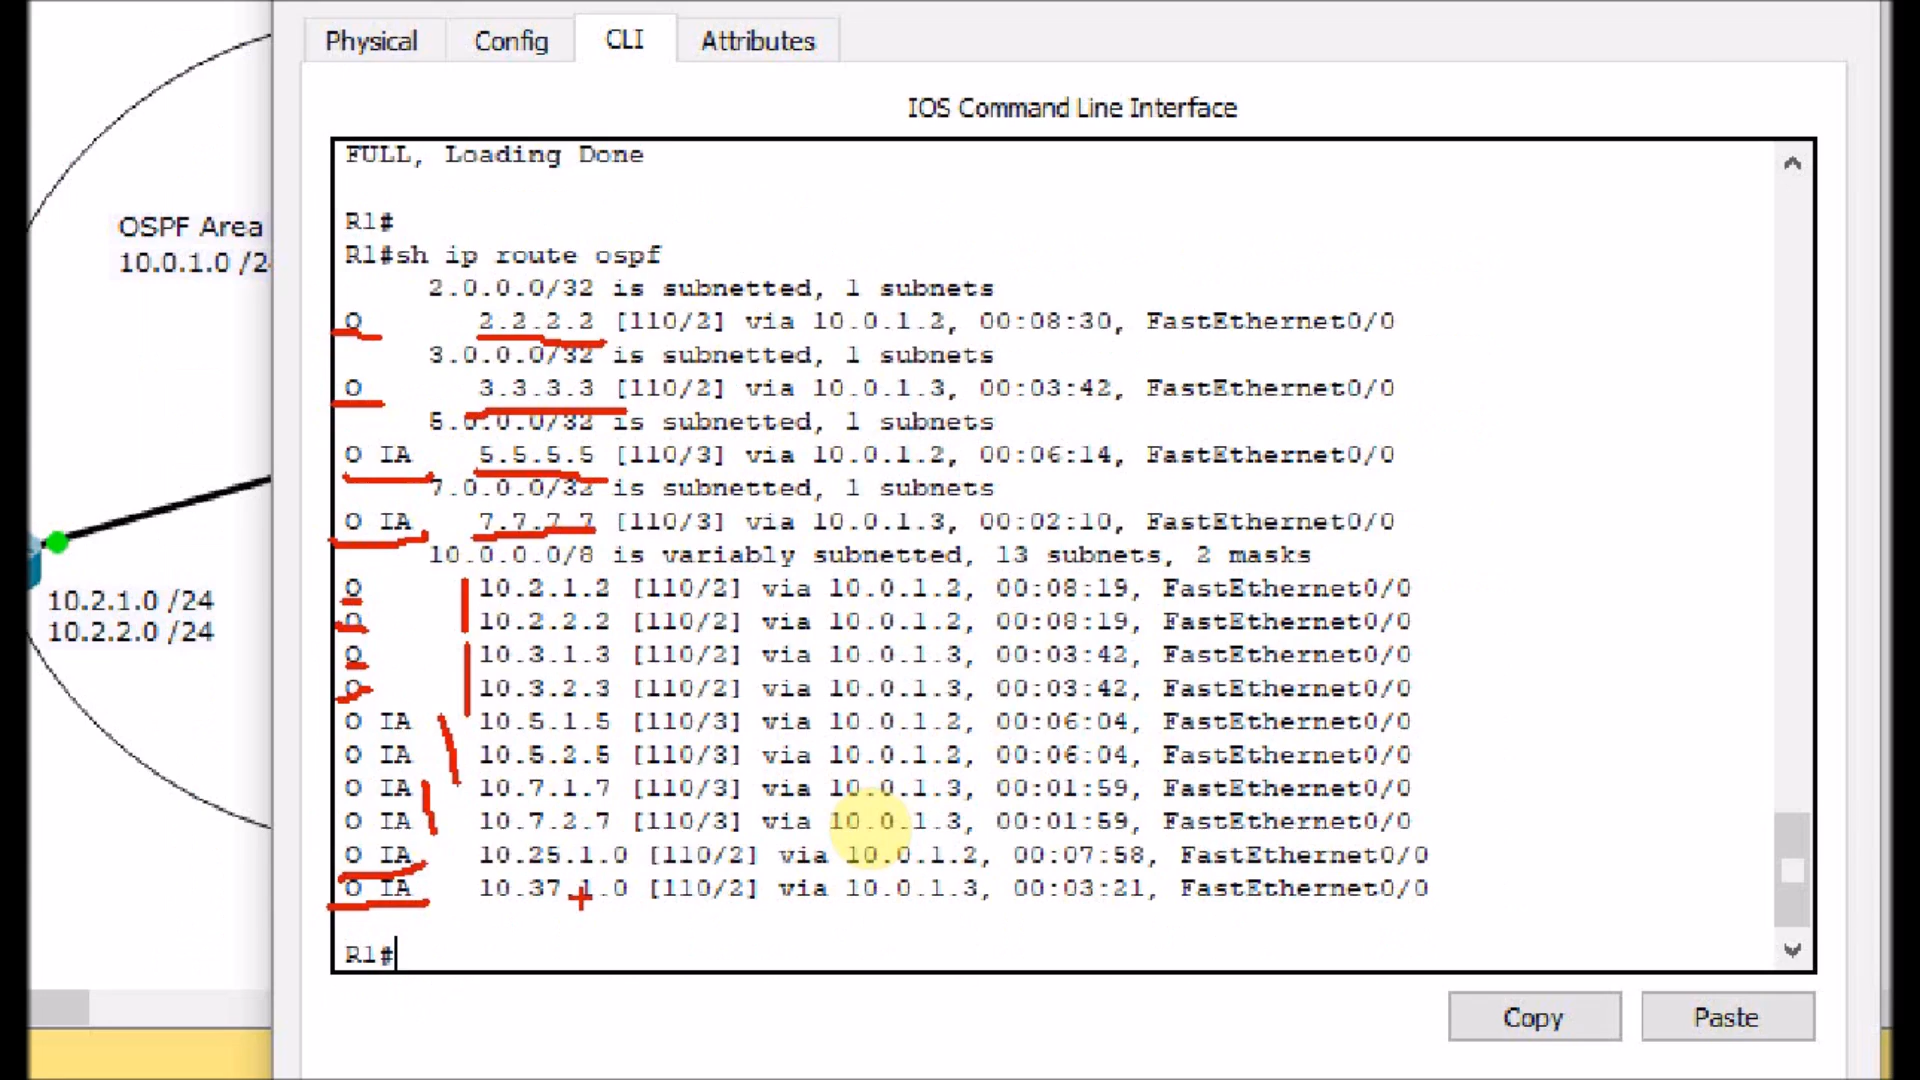 Physical Config CLI Attributes
IOS Command Line Interface
FULL, Loading Done
R1#
R1#sh ip route ospf
2.0.0.0/32 is subnetted, 1 subnets
O 2.2.2.2 [110/2] via 10.0.1.2, 00:08:30, FastEthernet0/0
3.0.0.0/32 is subnetted, 1 subnets
O 3.3.3.3 [110/2] via 10.0.1.3, 00:03:42, FastEthernet0/0
5.0.0.0/32 is subnetted, 1 subnets
O IA 5.5.5.5 [110/3] via 10.0.1.2, 00:06:14, FastEthernet0/0
7.0.0.0/32 is subnetted, 1 subnets
O IA 7.7.7.7 [110/3] via 10.0.1.3, 00:02:10, FastEthernet0/0
10.0.0.0/8 is variably subnetted, 13 subnets, 2 masks
O 10.2.1.2 [110/2] via 10.0.1.2, 00:08:19, FastEthernet0/0
O 10.2.2.2 [110/2] via 10.0.1.2, 00:08:19, FastEthernet0/0
O 10.3.1.3 [110/2] via 10.0.1.3, 00:03:42, FastEthernet0/0
O 10.3.2.3 [110/2] via 10.0.1.3, 00:03:42, FastEthernet0/0
O IA 10.5.1.5 [110/3] via 10.0.1.2, 00:06:04, FastEthernet0/0
O IA 10.5.2.5 [110/3] via 10.0.1.2, 00:06:04, FastEthernet0/0
O IA 10.7.1.7 [110/3] via 10.0.1.3, 00:01:59, FastEthernet0/0
O IA 10.7.2.7 [110/3] via 10.0.1.3, 00:01:59, FastEthernet0/0
O IA 10.25.1.0 [110/2] via 10.0.1.2, 00:07:58, FastEthernet0/0
O IA 10.37.1.0 [110/2] via 10.0.1.3, 00:03:21, FastEthernet0/0
R1#
Copy Paste
OSPF Area
10.0.1.0 /2
10.2.1.0 /24
10.2.2.0 /24